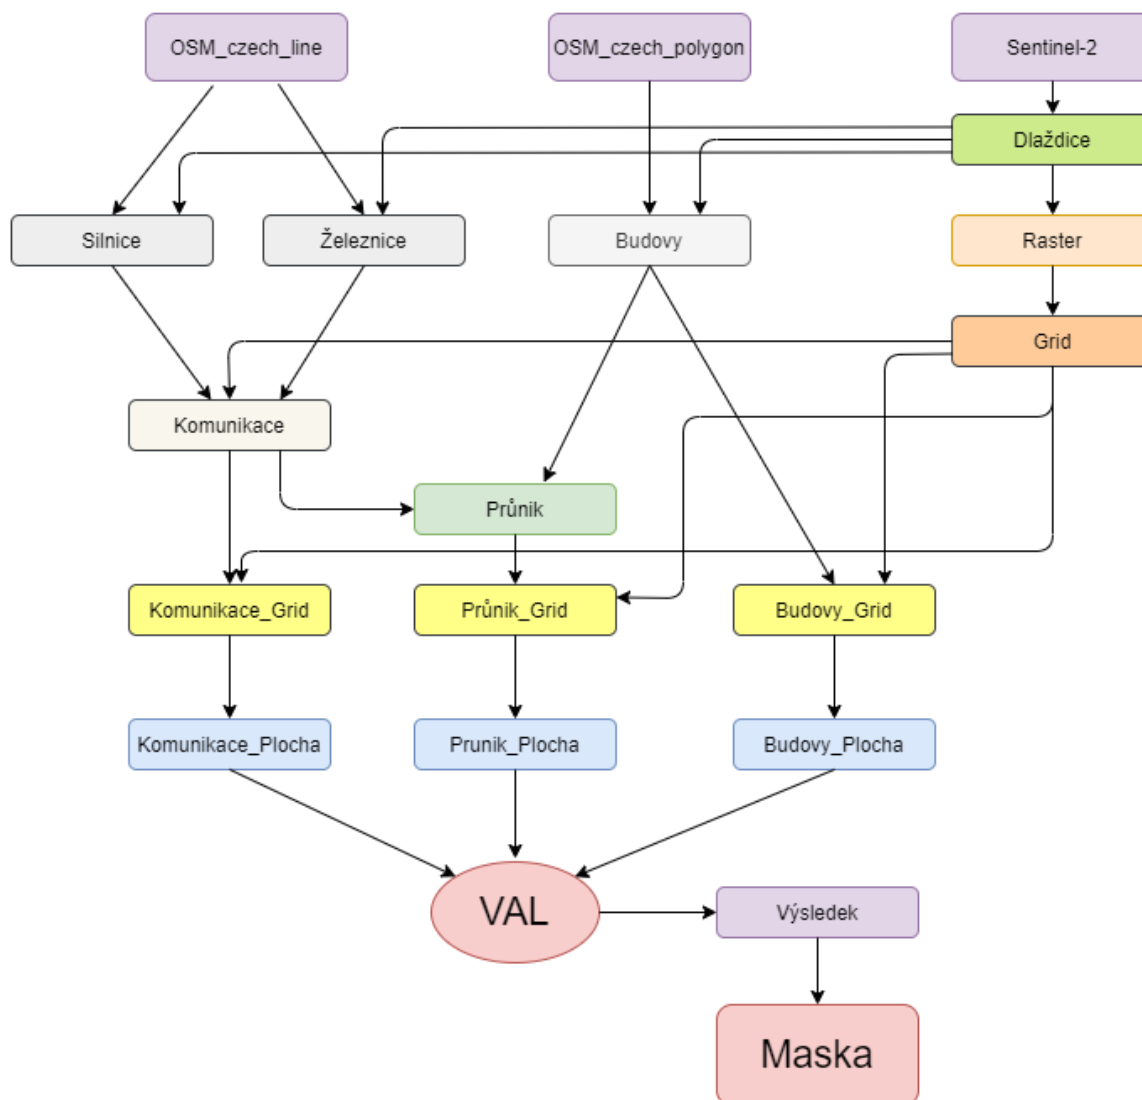 OSM_czech_line
OSM_czech_polygon
Sentinel-2
Dlaždice
Silnice
Železnice
Budovy
Raster
Grid
Komunikace
Průnik
Komunikace_Grid
Průnik_Grid
Budovy_Grid
Komunikace_Plocha
Prunik_Plocha
Budovy_Plocha
VAL
Výsledek
Maska